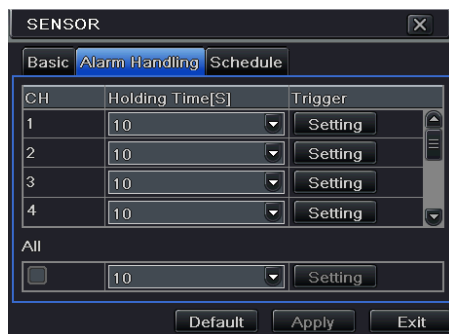 SENSOR
Basic Alarm Handling Schedule
CH Holding Time[S] Trigger
1 10 Setting
2 10 Setting
3 10 Setting
4 10 Setting
All
10 Setting
Default Apply Exit